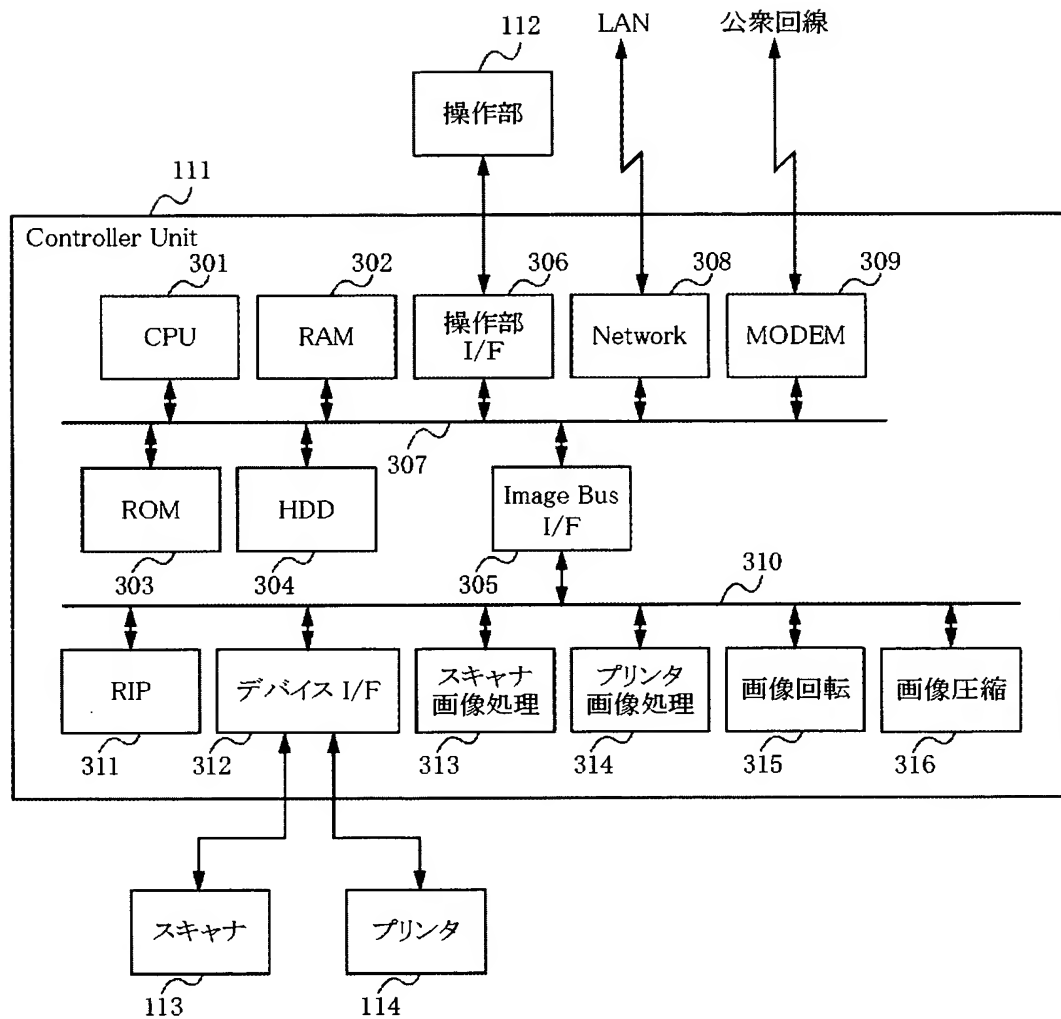 LAN
公衆回線
112
操作部
111
Controller Unit
301
302
306
308
309
CPU
RAM
操作部
I/F
Network
MODEM
307
ROM
HDD
Image Bus
I/F
303
304
305
310
RIP
デバイス I/F
スキャナ
画像処理
プリンタ
画像処理
画像回転
画像圧縮
311
312
313
314
315
316
スキャナ
プリンタ
113
114